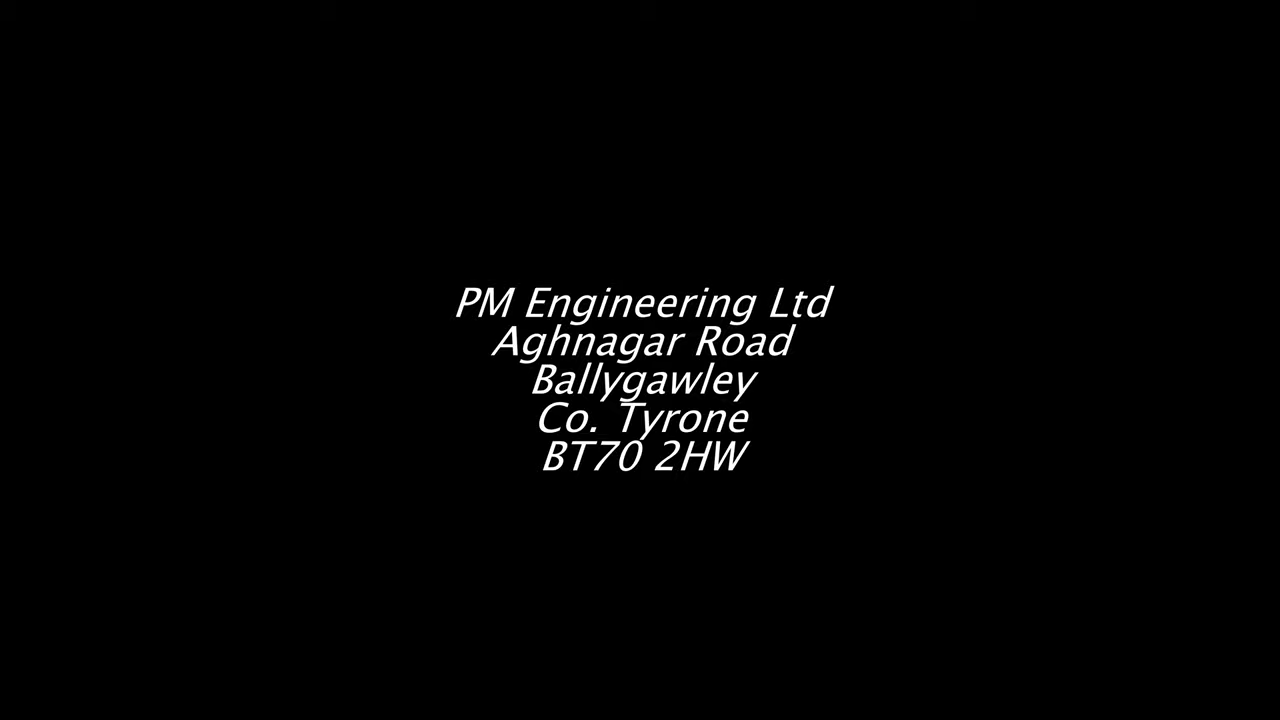 PM Engineering Ltd
Aghnagar Road
Ballygawley
Co. Tyrone
BT70 2HW